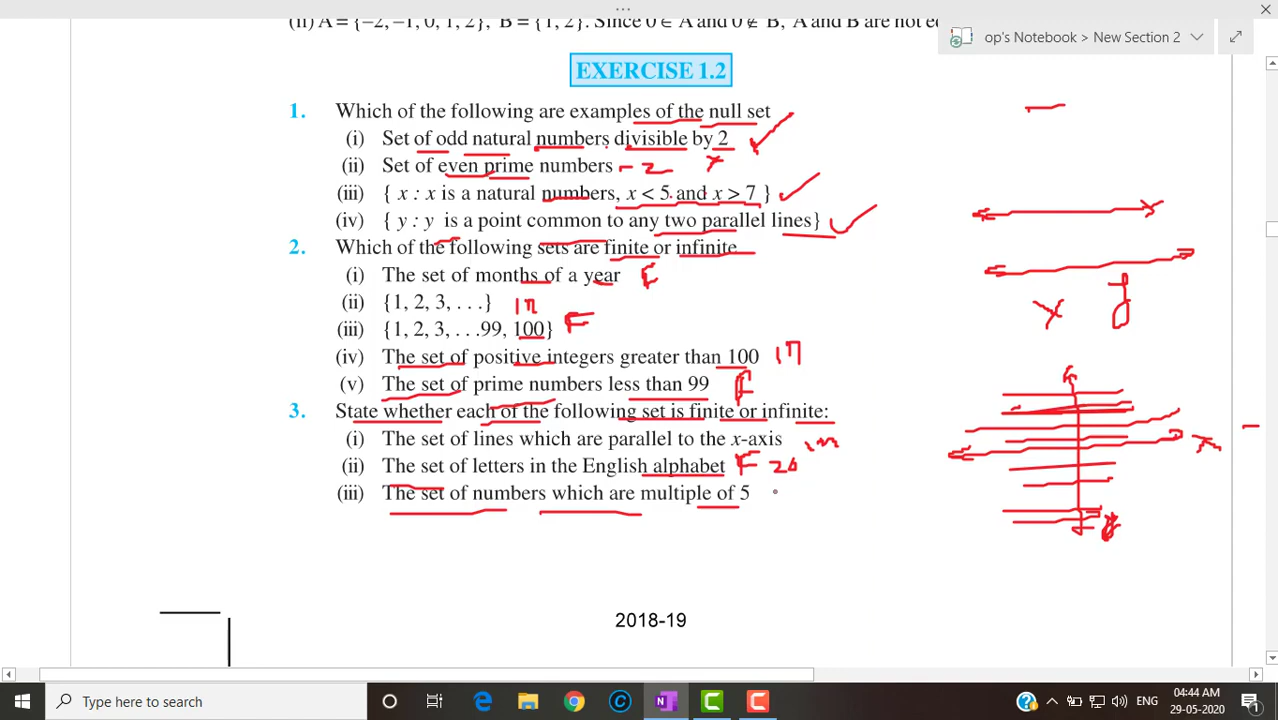 (ii) A = {−2, −1, 0, 1, 2}, B = {1, 2}. Since 0 ∈ A and 0 ∉ B, A and B are not
op's Notebook > New Section 2
EXERCISE 1.2
1. Which of the following are examples of the null set
(i) Set of odd natural numbers divisible by 2
(ii) Set of even prime numbers - 2 x
(iii) { x : x is a natural numbers, x < 5 and x > 7 }
(iv) { y : y is a point common to any two parallel lines}
2. Which of the following sets are finite or infinite
(i) The set of months of a year F
(ii) {1, 2, 3, . . .} in
(iii) {1, 2, 3, . . .99, 100} F
(iv) The set of positive integers greater than 100 in
(v) The set of prime numbers less than 99 F
3. State whether each of the following set is finite or infinite:
(i) The set of lines which are parallel to the x-axis in
(ii) The set of letters in the English alphabet F 26
(iii) The set of numbers which are multiple of 5
x y
x
y
2018-19
Type here to search
ENG
04:44 AM
29-05-2020